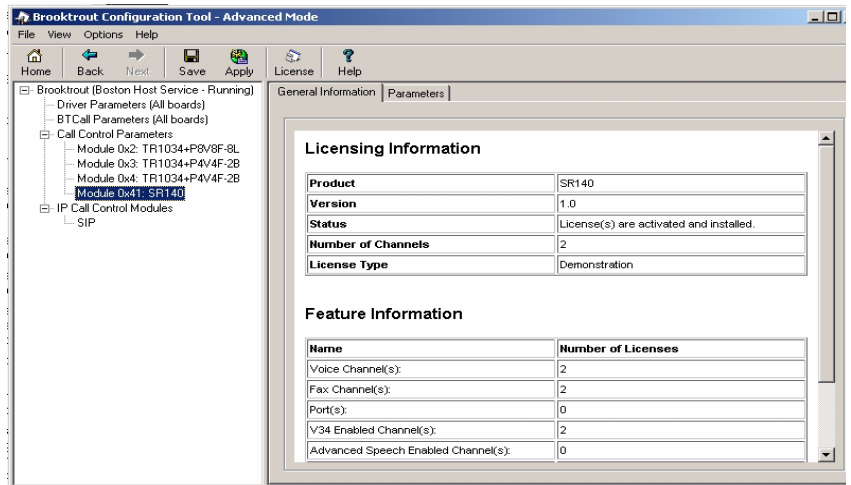 Brooktrout Configuration Tool - Advanced Mode
File View Options Help
Home Back Next Save Apply License Help
Brooktrout (Boston Host Service - Running)
Driver Parameters (All boards)
BTCall Parameters (All boards)
Call Control Parameters
Module 0x2: TR1034+P8V8F-8L
Module 0x3: TR1034+P4V4F-2B
Module 0x4: TR1034+P4V4F-2B
Module 0x41: SR140
IP Call Control Modules
SIP
General Information Parameters
Licensing Information
Product SR140
Version 1.0
Status License(s) are activated and installed.
Number of Channels 2
License Type Demonstration
Feature Information
Name Number of Licenses
Voice Channel(s): 2
Fax Channel(s): 2
Port(s): 0
V34 Enabled Channel(s): 2
Advanced Speech Enabled Channel(s): 0